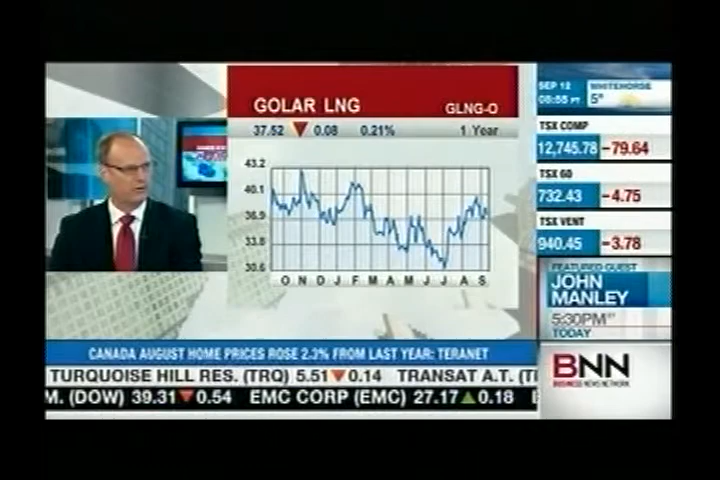 GOLAR LNG
GLNG-O
37.52 ▼ 0.08 0.21% 1 Year
43.2
40.1
36.9
33.8
30.6
O N D J F M A M J J A S
SEP 12
08:55 PT
WHITEHORSE
5°
TSX COMP
12,745.78 -79.64
TSX 60
732.43 -4.75
TSX VENT
940.45 -3.78
FEATURED GUEST
JOHN
MANLEY
5:30PM ET
TODAY
CANADA AUGUST HOME PRICES ROSE 2.3% FROM LAST YEAR: TERANET
TURQUOISE HILL RES. (TRQ) 5.51 ▼ 0.14 TRANSAT A.T. (T
M. (DOW) 39.31 ▼ 0.54 EMC CORP (EMC) 27.17 ▲ 0.18
BNN
BUSINESS NEWS NETWORK